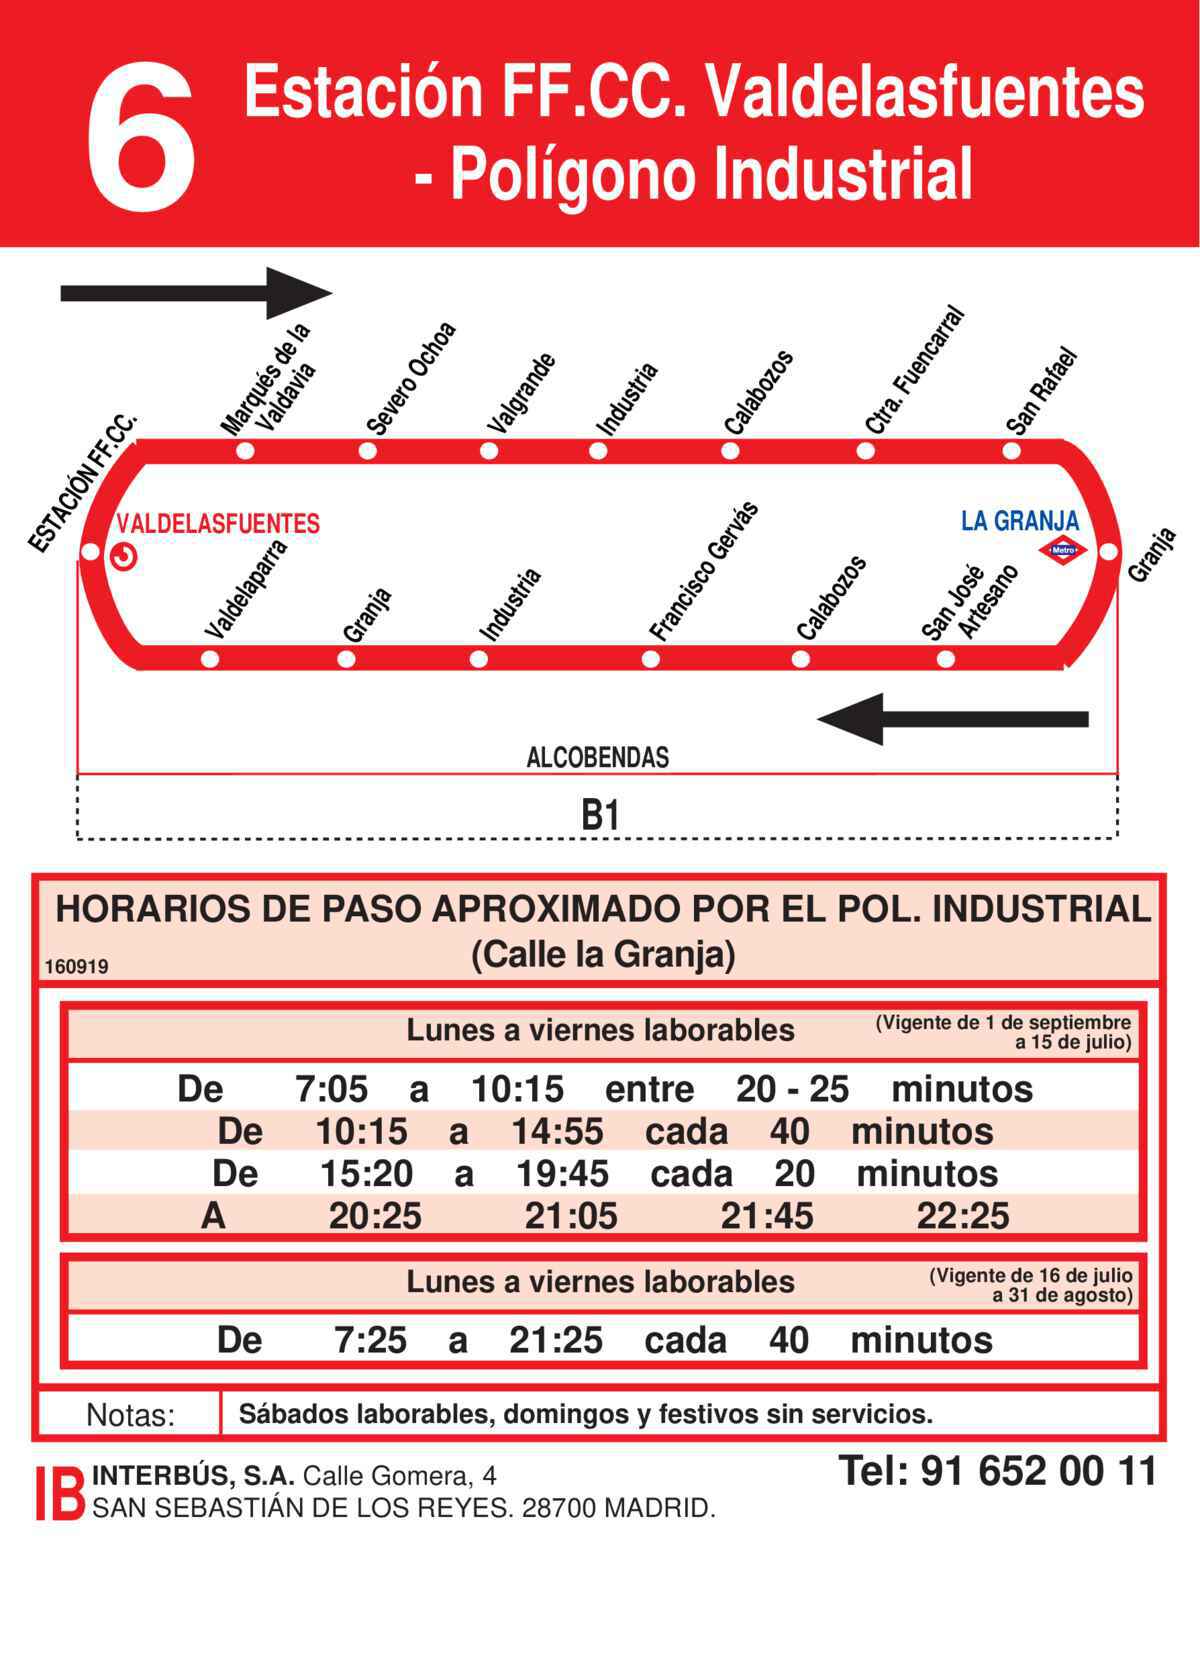 6
Estación FF.CC. Valdelasfuentes
- Polígono Industrial
ESTACIÓN FF.CC.
Marqués de la
Valdavia
Severo Ochoa
Valgrande
Industria
Calabozos
Ctra. Fuencarral
San Rafael
VALDELASFUENTES
LA GRANJA
Metro
Granja
Valdelaparra
Granja
Industria
Francisco Gervás
Calabozos
San José
Artesano
ALCOBENDAS
B1
HORARIOS DE PASO APROXIMADO POR EL POL. INDUSTRIAL
(Calle la Granja)
160919
Lunes a viernes laborables (Vigente de 1 de septiembre
a 15 de julio)
De 7:05 a 10:15 entre 20 - 25 minutos
De 10:15 a 14:55 cada 40 minutos
De 15:20 a 19:45 cada 20 minutos
A 20:25 21:05 21:45 22:25
Lunes a viernes laborables (Vigente de 16 de julio
a 31 de agosto)
De 7:25 a 21:25 cada 40 minutos
Notas: Sábados laborables, domingos y festivos sin servicios.
IB INTERBÚS, S.A. Calle Gomera, 4
SAN SEBASTIÁN DE LOS REYES. 28700 MADRID.
Tel: 91 652 00 11